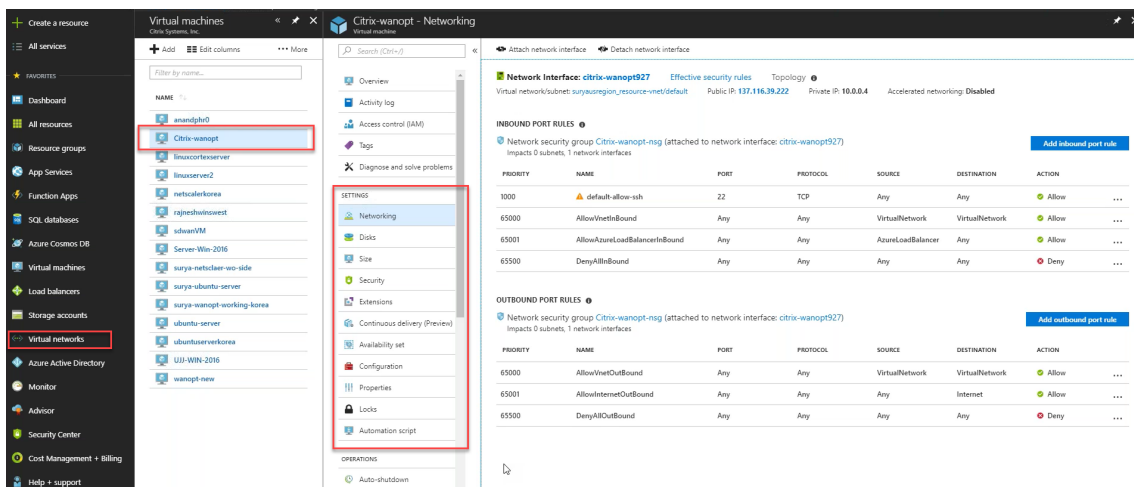 Create a resource
All services
FAVORITES
Dashboard
All resources
Resource groups
App Services
Function Apps
SQL databases
Azure Cosmos DB
Virtual machines
Load balancers
Storage accounts
Virtual networks
Azure Active Directory
Monitor
Advisor
Security Center
Cost Management + Billing
Help + support
Virtual machines
Citrix Systems, Inc.
Add Edit columns More
Filter by name...
NAME
anandphr0
Citrix-wanopt
linuxcortexserver
linuxserver2
netscalerkorea
rajneshwinswest
sdwanVM
Server-Win-2016
surya-netsclaer-wo-side
surya-ubuntu-server
surya-wanopt-working-korea
ubuntu-server
ubuntuserverkorea
UJJ-WIN-2016
wanopt-new
Citrix-wanopt - Networking
Virtual machine
Search (Ctrl+/)
Overview
Activity log
Access control (IAM)
Tags
Diagnose and solve problems
SETTINGS
Networking
Disks
Size
Security
Extensions
Continuous delivery (Preview)
Availability set
Configuration
Properties
Locks
Automation script
OPERATIONS
Auto-shutdown
Attach network interface Detach network interface
Network Interface: citrix-wanopt927 Effective security rules Topology
Virtual network/subnet: suryausregion_resource-vnet/default Public IP: 137.116.39.222 Private IP: 10.0.0.4 Accelerated networking: Disabled
INBOUND PORT RULES
Network security group Citrix-wanopt-nsg (attached to network interface: citrix-wanopt927)
Impacts 0 subnets, 1 network interfaces
Add inbound port rule
PRIORITY NAME PORT PROTOCOL SOURCE DESTINATION ACTION
1000 default-allow-ssh 22 TCP Any Any Allow ...
65000 AllowVnetInBound Any Any VirtualNetwork VirtualNetwork Allow ...
65001 AllowAzureLoadBalancerInBound Any Any AzureLoadBalancer Any Allow ...
65500 DenyAllInBound Any Any Any Any Deny ...
OUTBOUND PORT RULES
Network security group Citrix-wanopt-nsg (attached to network interface: citrix-wanopt927)
Impacts 0 subnets, 1 network interfaces
Add outbound port rule
PRIORITY NAME PORT PROTOCOL SOURCE DESTINATION ACTION
65000 AllowVnetOutBound Any Any VirtualNetwork VirtualNetwork Allow ...
65001 AllowInternetOutBound Any Any Any Internet Allow ...
65500 DenyAllOutBound Any Any Any Any Deny ...